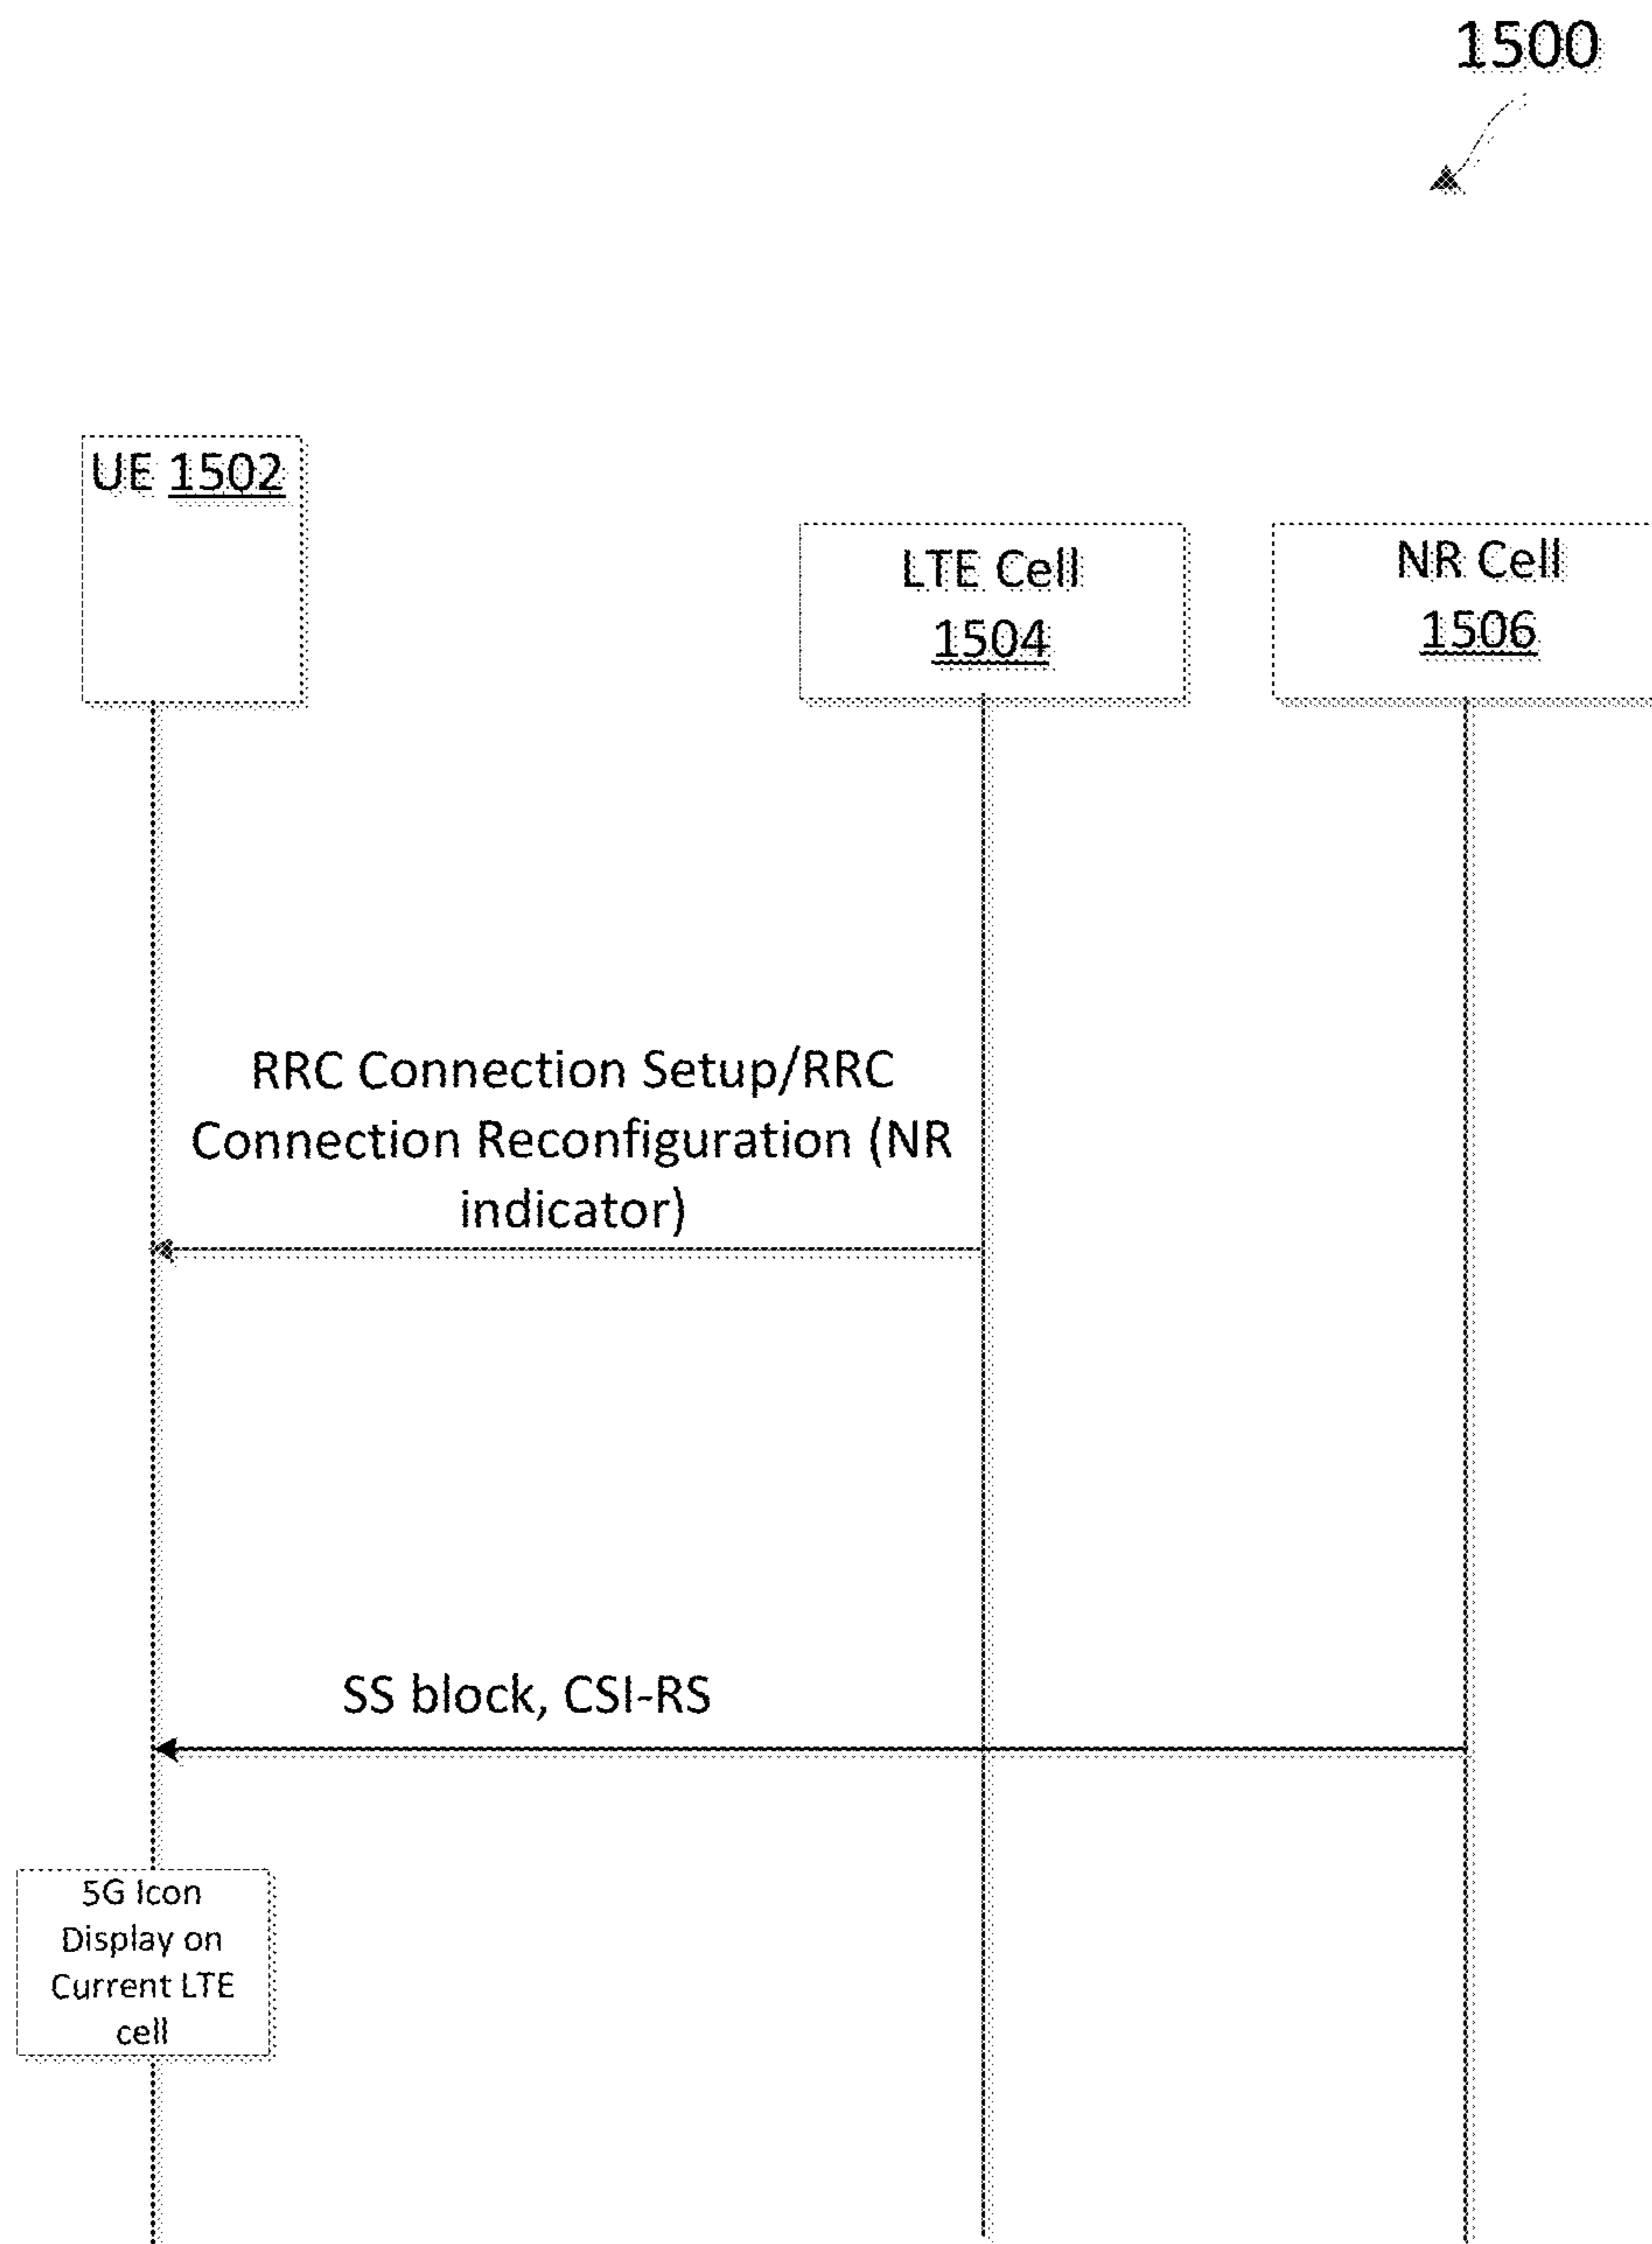 1500
UE 1502
LTE Cell
1504
NR Cell
1506
RRC Connection Setup/RRC
Connection Reconfiguration (NR
indicator)
SS block, CSI-RS
5G Icon
Display on
Current LTE
cell